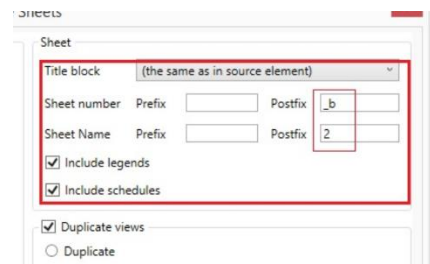 Sheets
Sheet
Title block (the same as in source element)
Sheet number Prefix Postfix _b
Sheet Name Prefix Postfix 2
Include legends
Include schedules
Duplicate views
Duplicate